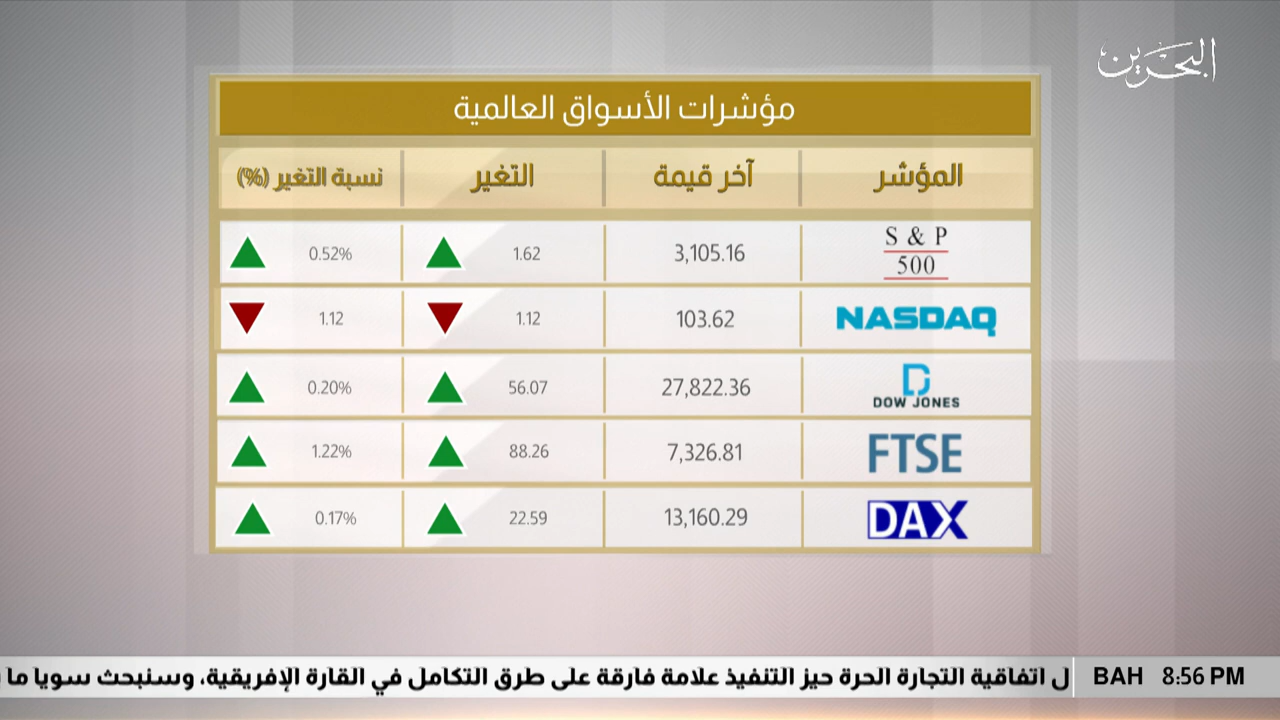 البحرين
مؤشرات الأسواق العالمية
المؤشر آخر قيمة التغير نسبة التغير (%)
S & P 500 3,105.16 1.62 0.52%
NASDAQ 103.62 1.12 1.12
DOW JONES 27,822.36 56.07 0.20%
FTSE 7,326.81 88.26 1.22%
DAX 13,160.29 22.59 0.17%
BAH 8:56 PM
ل اتفاقية التجارة الحرة حيز التنفيذ علامة فارقة على طرق التكامل في القارة الإفريقية، وسنبحث سويا ما